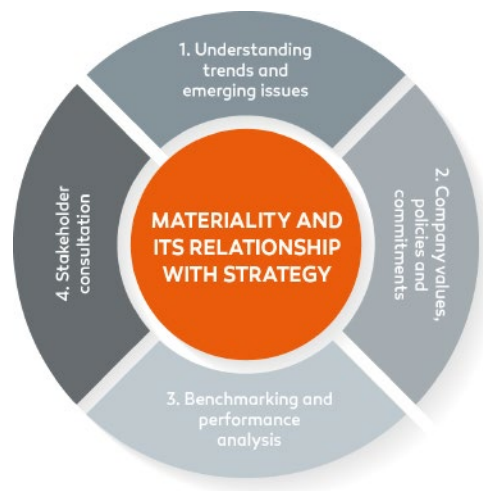 1. Understanding
trends and
emerging issues
2. Company values,
policies and
commitments
3. Benchmarking and
performance
analysis
4. Stakeholder
consultation
MATERIALITY AND
ITS RELATIONSHIP
WITH STRATEGY